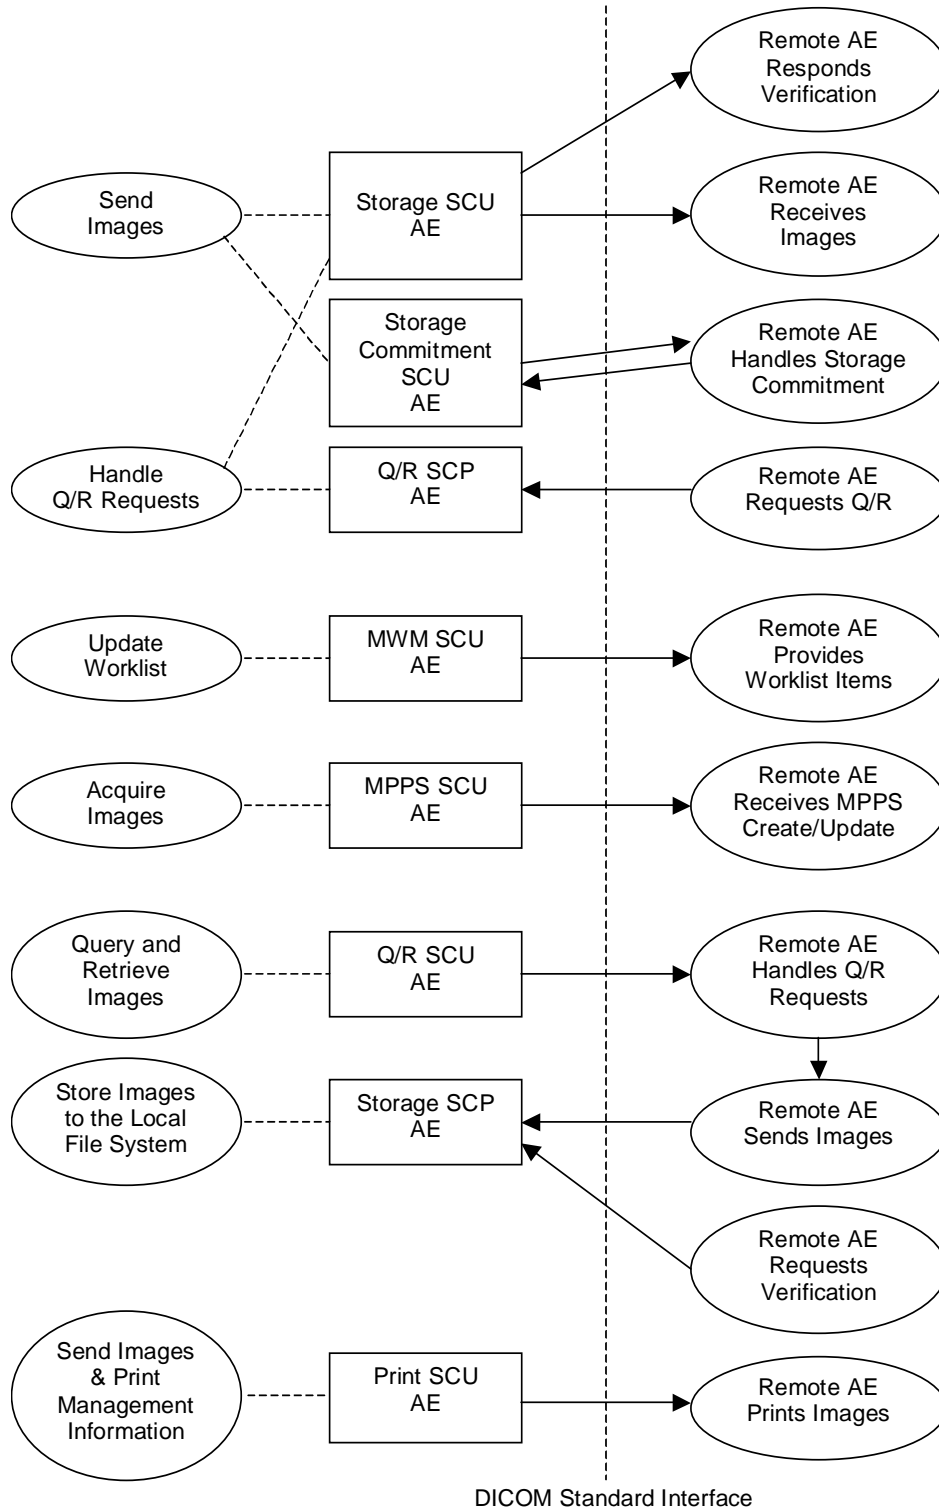 Remote AE
Responds
Verification
Send
Images
Storage SCU
AE
Remote AE
Receives
Images
Storage
Commitment
SCU
AE
Remote AE
Handles Storage
Commitment
Handle
Q/R Requests
Q/R SCP
AE
Remote AE
Requests Q/R
Update
Worklist
MWM SCU
AE
Remote AE
Provides
Worklist Items
Acquire
Images
MPPS SCU
AE
Remote AE
Receives MPPS
Create/Update
Query and
Retrieve
Images
Q/R SCU
AE
Remote AE
Handles Q/R
Requests
Store Images
to the Local
File System
Storage SCP
AE
Remote AE
Sends Images
Remote AE
Requests
Verification
Send Images
& Print
Management
Information
Print SCU
AE
Remote AE
Prints Images
DICOM Standard Interface